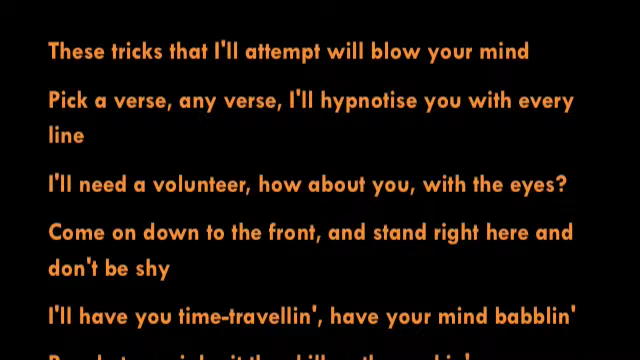 These tricks that I'll attempt will blow your mind
Pick a verse, any verse, I'll hypnotise you with every
line
I'll need a volunteer, how about you, with the eyes?
Come on down to the front, and stand right here and
don't be shy
I'll have you time-travellin', have your mind babblin'